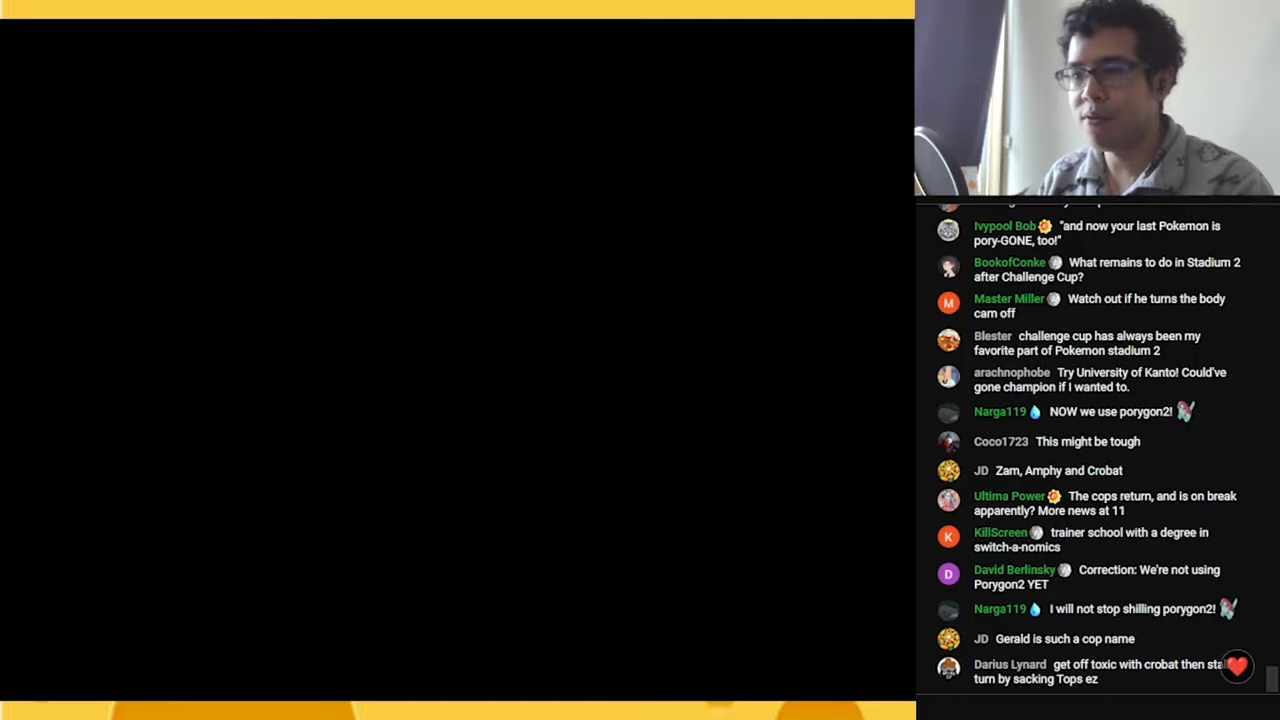 Ivypool Bob "and now your last Pokemon is
pory-GONE, too!"
BookofConke What remains to do in Stadium 2
after Challenge Cup?
M
Master Miller Watch out if he turns the body
cam off
Blester challenge cup has always been my
favorite part of Pokemon stadium 2
arachnophobe Try University of Kanto! Could've
gone champion if I wanted to.
Narga119 NOW we use porygon2!
Coco1723 This might be tough
JD Zam, Amphy and Crobat
Ultima Power The cops return, and is on break
apparently? More news at 11
K
KillScreen trainer school with a degree in
switch-a-nomics
D
David Berlinsky Correction: We're not using
Porygon2 YET
Narga119 I will not stop shilling porygon2!
JD Gerald is such a cop name
Darius Lynard get off toxic with crobat then
turn by sacking Tops ez